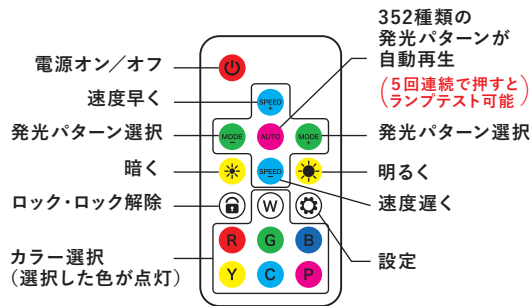 352種類の
発光パターンが
自動再生
(5回連続で押すと
ランプテスト可能)
電源オン／オフ
速度早く
発光パターン選択
暗く
ロック・ロック解除
カラー選択
(選択した色が点灯)
SPEED
+
MODE
−
AUTO
MODE
+
SPEED
−
W
R G B
Y C P
発光パターン選択
明るく
速度遅く
設定